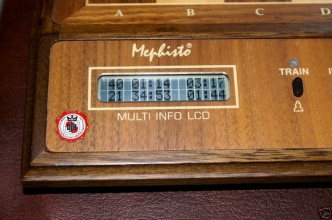 A B C D
Mephisto®
TRAIN
40 01:14 03:17
21 34:53 01:44
MULTI INFO LCD